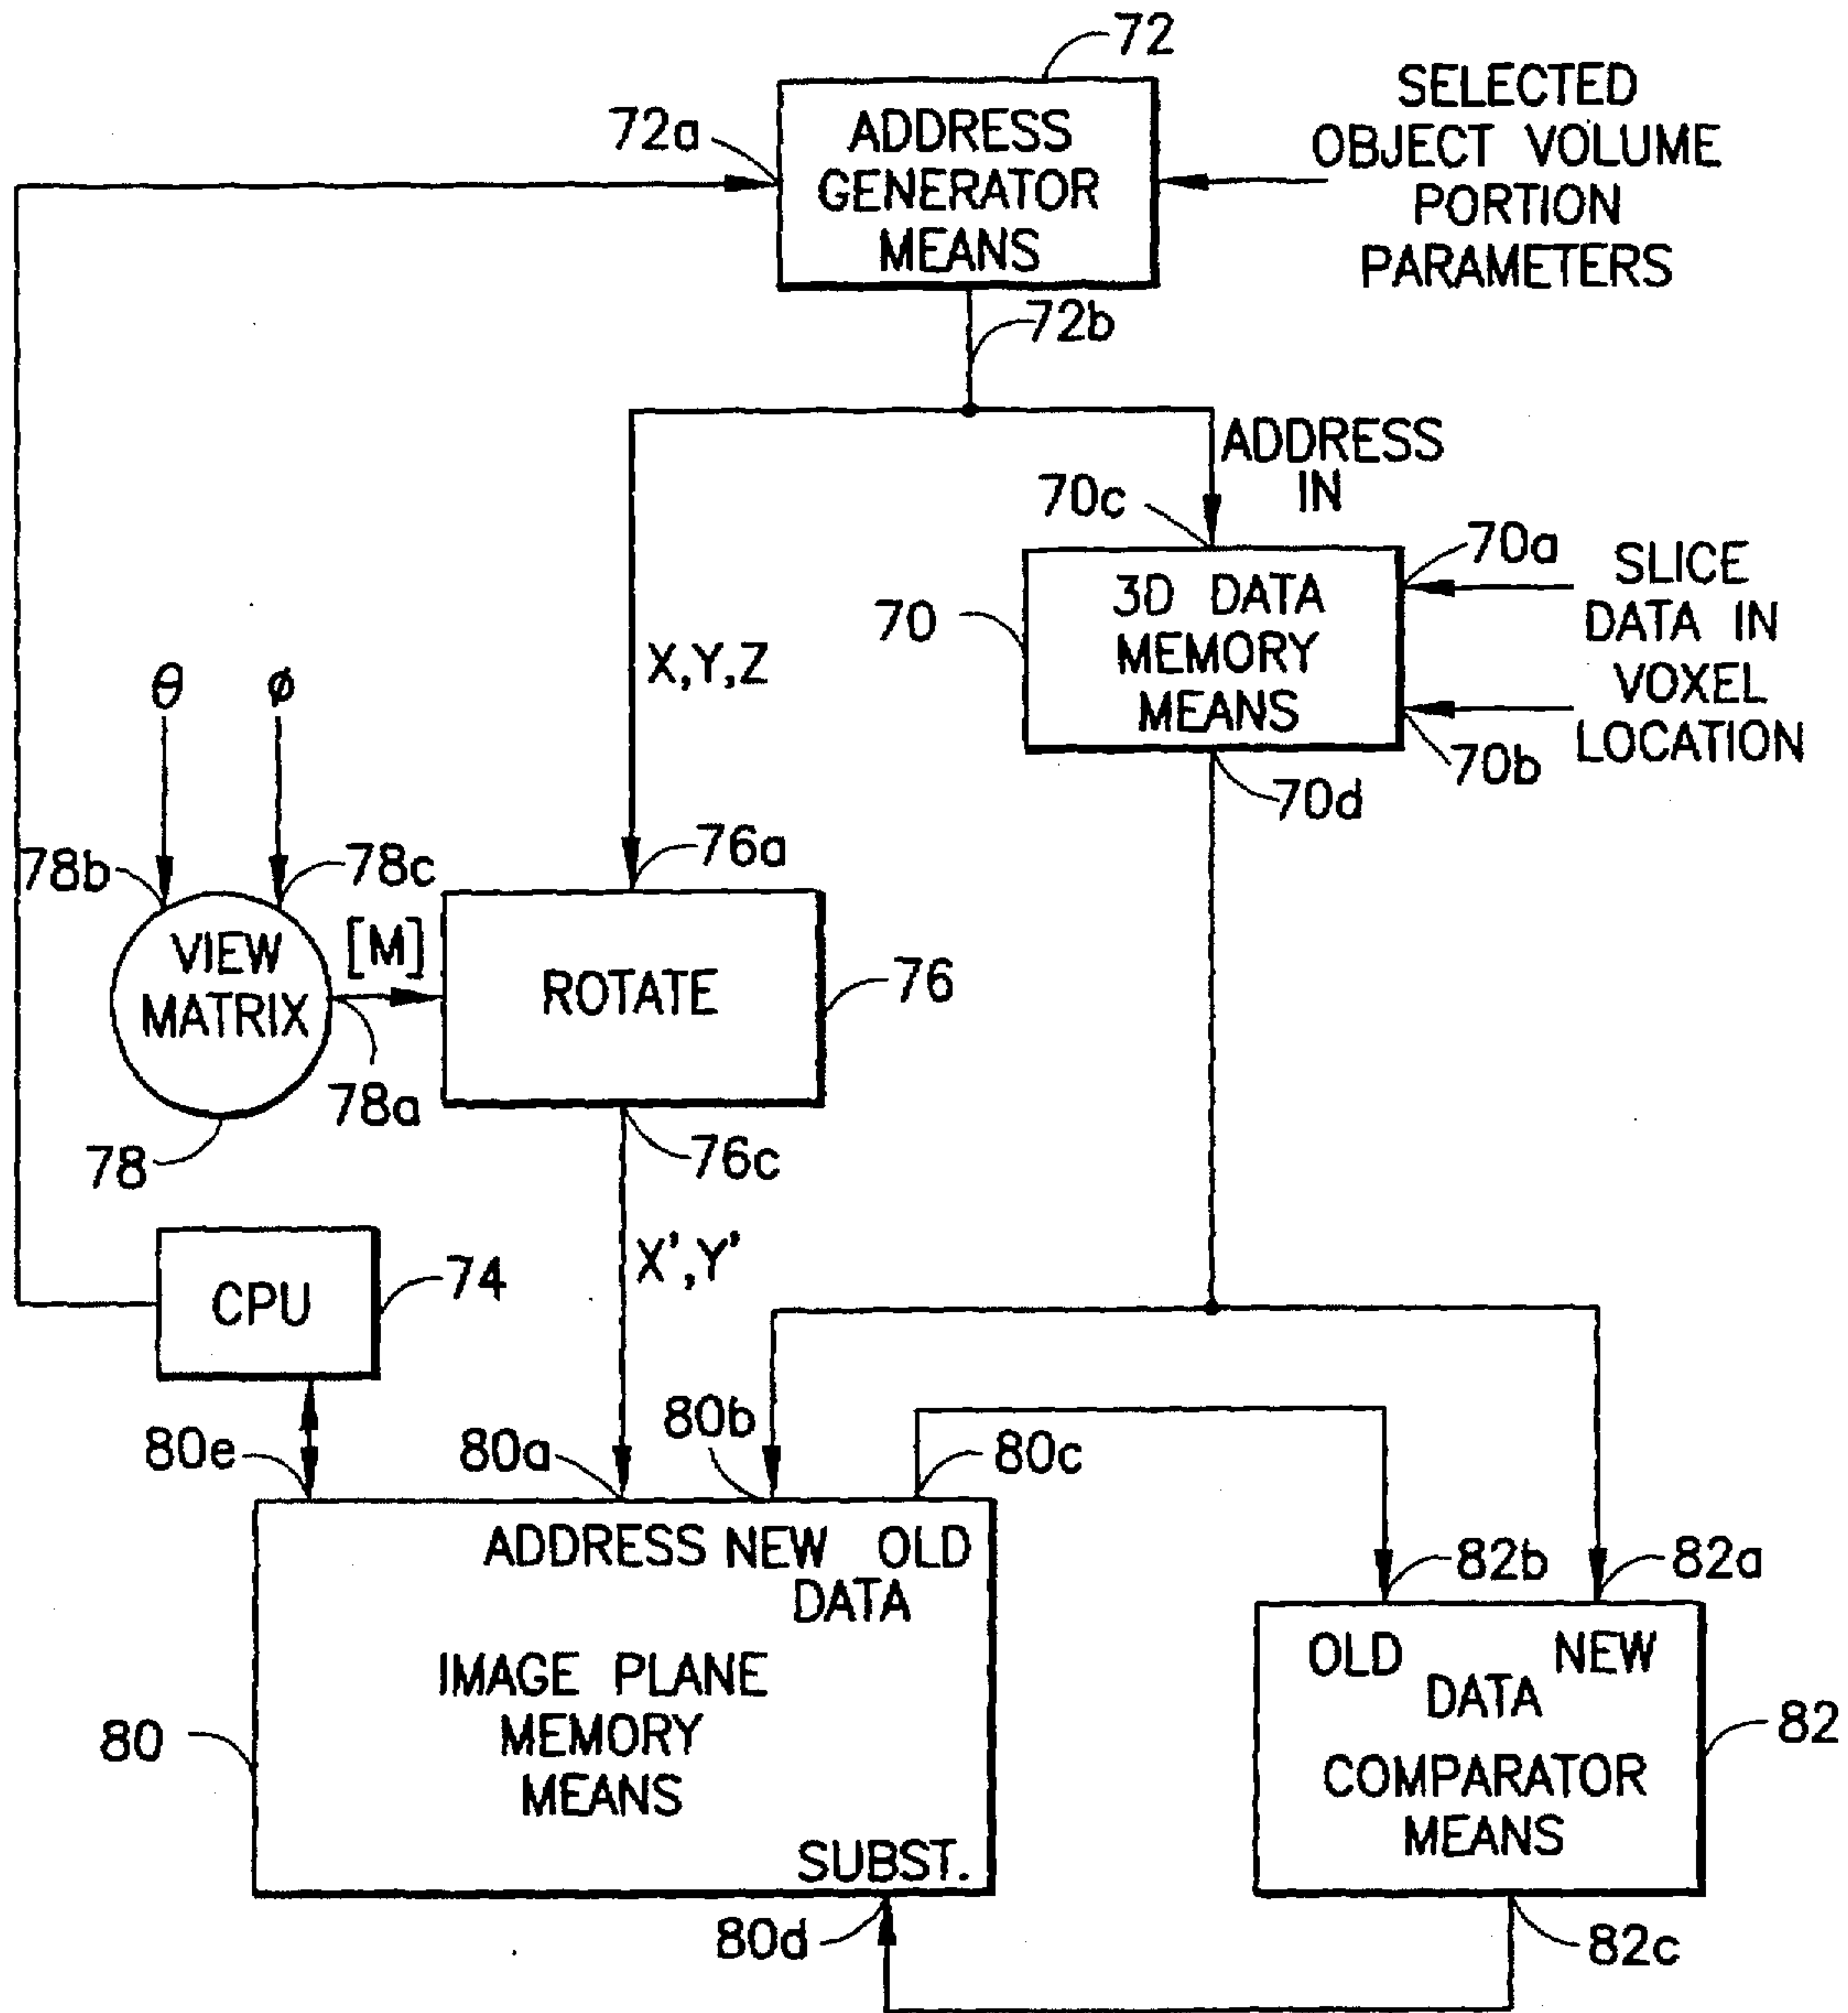 72
72a
ADDRESS
GENERATOR
MEANS
SELECTED
OBJECT VOLUME
PORTION
PARAMETERS
72b
ADDRESS
IN
70c
70
3D DATA
MEMORY
MEANS
70a
SLICE
DATA IN
VOXEL
LOCATION
70b
70d
X,Y,Z
θ
ϕ
78b
78c
VIEW
MATRIX
[M]
78a
78
76a
ROTATE
76
76c
X',Y'
CPU
74
80e
80a
80b
80c
ADDRESS NEW OLD
DATA
IMAGE PLANE
MEMORY
MEANS
SUBST.
80
80d
82b
82a
OLD NEW
DATA
COMPARATOR
MEANS
82
82c